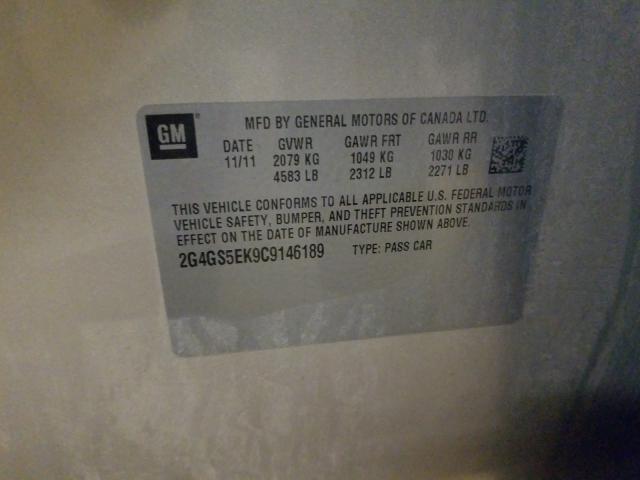 GM
MFD BY GENERAL MOTORS OF CANADA LTD.
DATE GVWR GAWR FRT GAWR RR
11/11 2079 KG 1049 KG 1030 KG
4583 LB 2312 LB 2271 LB
THIS VEHICLE CONFORMS TO ALL APPLICABLE U.S. FEDERAL MOTOR
VEHICLE SAFETY, BUMPER, AND THEFT PREVENTION STANDARDS IN
EFFECT ON THE DATE OF MANUFACTURE SHOWN ABOVE.
2G4GS5EK9C9146189 TYPE: PASS CAR